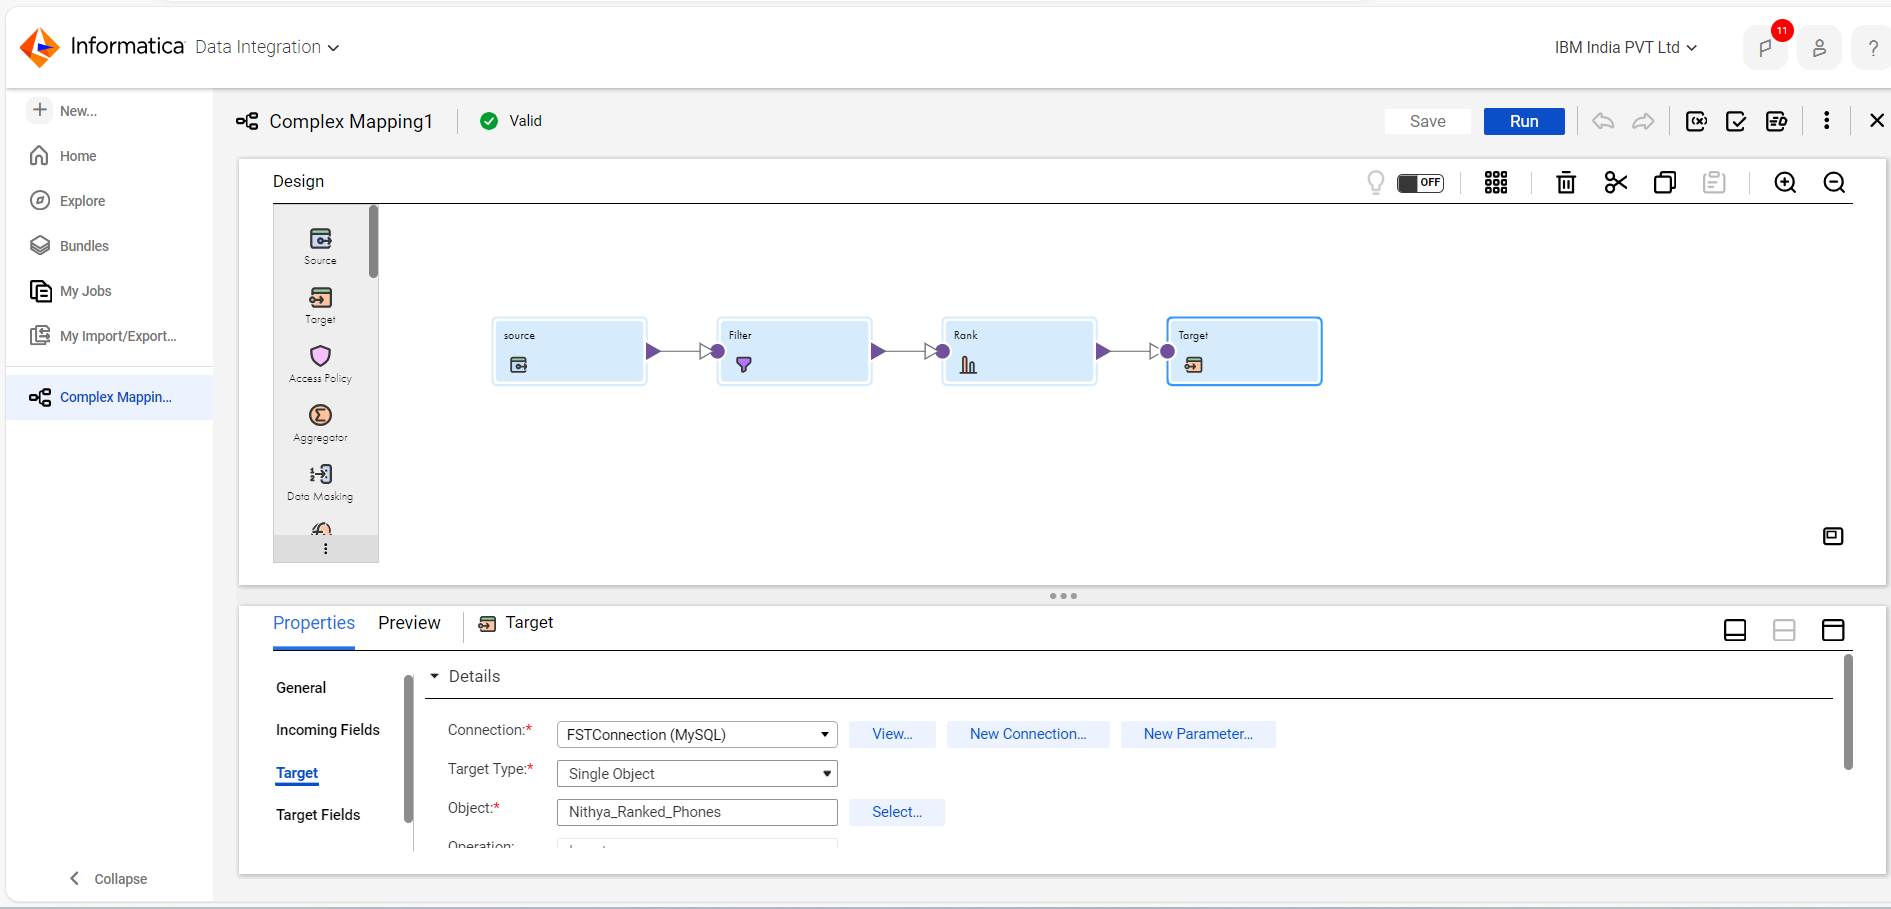 Informatica Data Integration
IBM India PVT Ltd
11
?
New...
Home
Explore
Bundles
My Jobs
My Import/Export...
Complex Mappin...
Collapse
Complex Mapping1
Valid
Save
Run
Design
OFF
Source
Target
Access Policy
Aggregator
Data Masking
source
Filter
Rank
Target
Properties
Preview
Target
General
Incoming Fields
Target
Target Fields
Details
Connection:*
FSTConnection (MySQL)
View...
New Connection...
New Parameter...
Target Type:*
Single Object
Object:*
Nithya_Ranked_Phones
Select...
Operation: